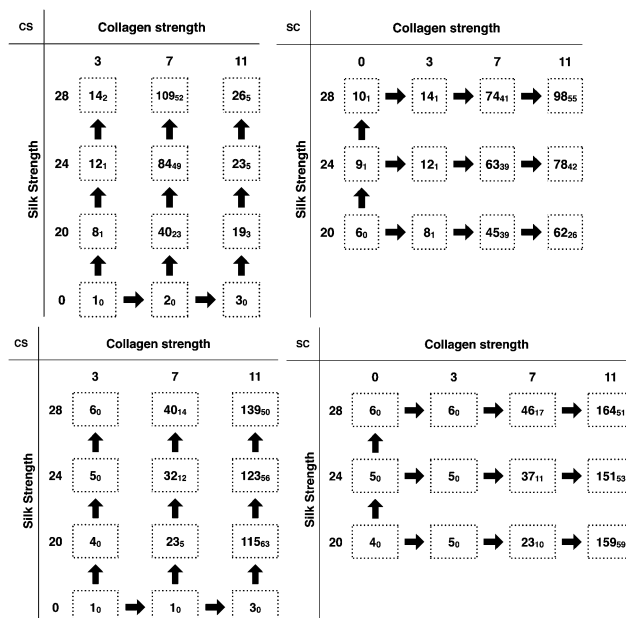 CS Collagen strength
3 7 11
28 14₂ 109₅₂ 26₅
24 12₁ 84₄₉ 23₅
20 8₁ 40₂₃ 19₃
0 1₀ 2₀ 3₀
Silk Strength
SC Collagen strength
0 3 7 11
28 10₁ 14₁ 74₄₁ 98₅₅
24 9₁ 12₁ 63₃₉ 78₄₂
20 6₀ 8₁ 45₃₉ 62₂₆
Silk Strength
CS Collagen strength
3 7 11
28 6₀ 40₁₄ 139₅₀
24 5₀ 32₁₂ 123₅₆
20 4₀ 23₅ 115₆₃
0 1₀ 1₀ 3₀
Silk Strength
SC Collagen strength
0 3 7 11
28 6₀ 6₀ 46₁₇ 164₅₁
24 5₀ 5₀ 37₁₁ 151₅₃
20 4₀ 5₀ 23₁₀ 159₅₉
Silk Strength